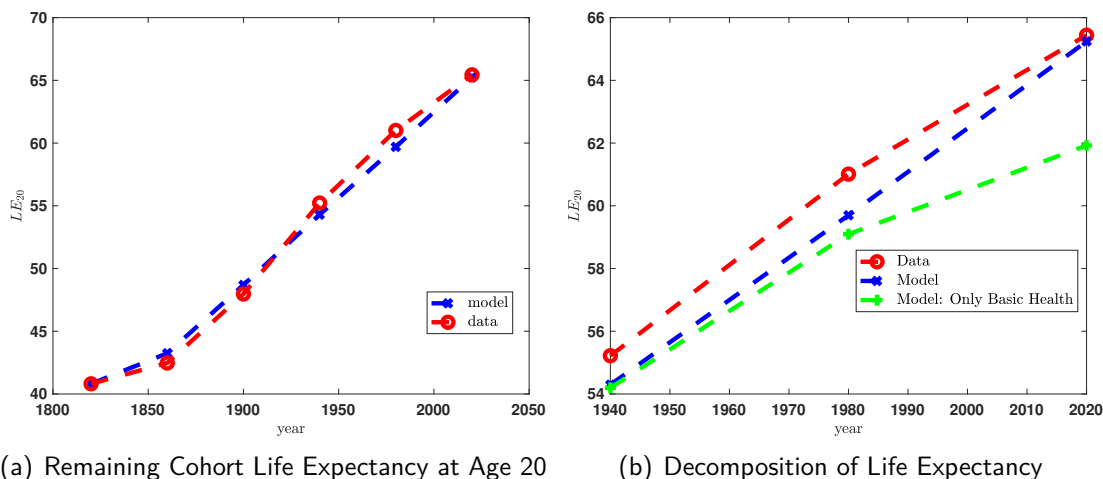 70
65
60
55
50
45
40
LE20
1800
1850
1900
1950
2000
2050
year
model
data
(a) Remaining Cohort Life Expectancy at Age 20
66
64
62
60
58
56
54
LE20
1940
1950
1960
1970
1980
1990
2000
2010
2020
year
Data
Model
Model: Only Basic Health
(b) Decomposition of Life Expectancy